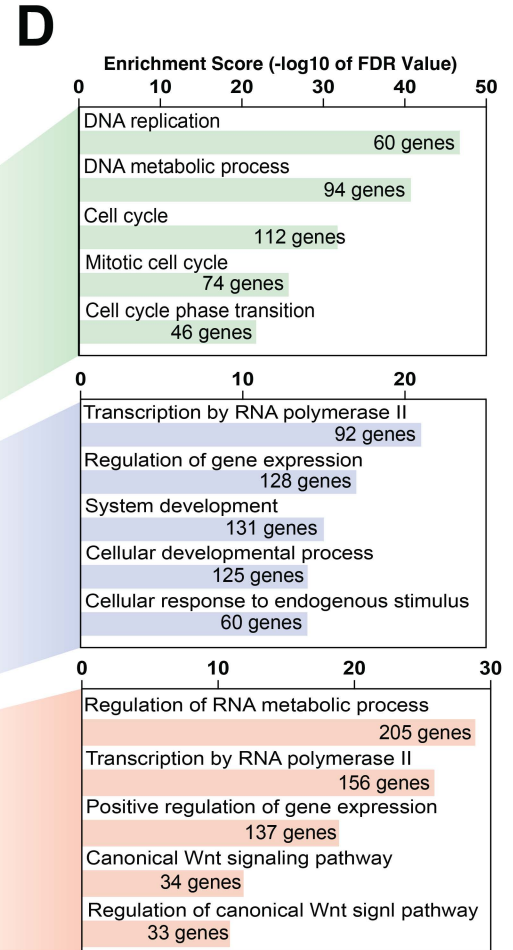 D
Enrichment Score (-log10 of FDR Value)
0 10 20 30 40 50
DNA replication
60 genes
DNA metabolic process
94 genes
Cell cycle
112 genes
Mitotic cell cycle
74 genes
Cell cycle phase transition
46 genes
0 10 20
Transcription by RNA polymerase II
92 genes
Regulation of gene expression
128 genes
System development
131 genes
Cellular developmental process
125 genes
Cellular response to endogenous stimulus
60 genes
0 10 20 30
Regulation of RNA metabolic process
205 genes
Transcription by RNA polymerase II
156 genes
Positive regulation of gene expression
137 genes
Canonical Wnt signaling pathway
34 genes
Regulation of canonical Wnt signl pathway
33 genes